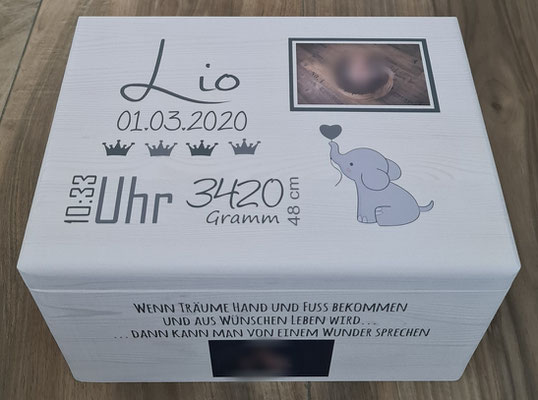 Lio
01.03.2020
10:33 Uhr 3420 Gramm 48 cm
WENN TRÄUME HAND UND FUSS BEKOMMEN
UND AUS WÜNSCHEN LEBEN WIRD...
...DANN KANN MAN VON EINEM WUNDER SPRECHEN